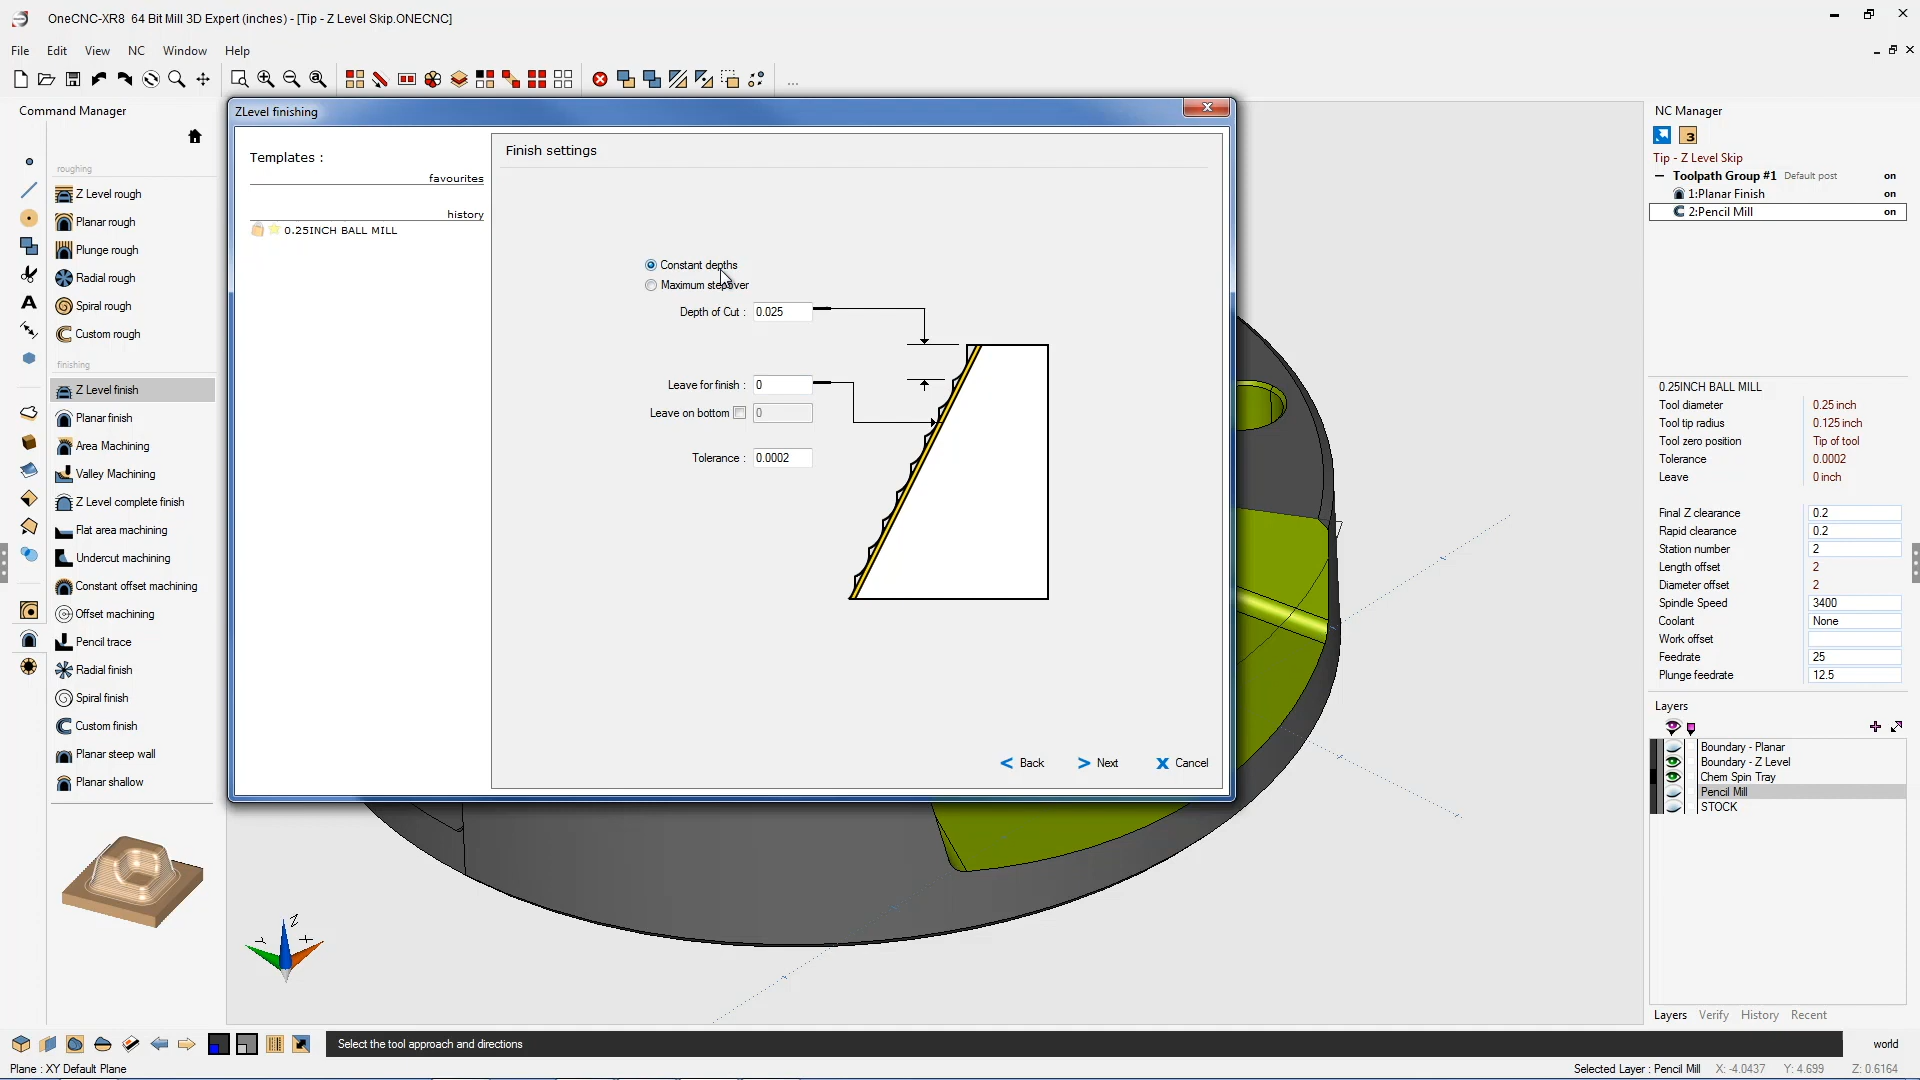 OneCNC-XR8 64 Bit Mill 3D Expert (inches) - [Tip - Z Level Skip.ONECNC]
File Edit View NC Window Help
...
Command Manager
roughing
Z Level rough
Planar rough
Plunge rough
Radial rough
Spiral rough
Custom rough
finishing
Z Level finish
Planar finish
Area Machining
Valley Machining
Z Level complete finish
Flat area machining
Undercut machining
Constant offset machining
Offset machining
Pencil trace
Radial finish
Spiral finish
Custom finish
Planar steep wall
Planar shallow
ZLevel finishing
Templates :
favourites
history
0.25INCH BALL MILL
Finish settings
Constant depths
Maximum stepover
Depth of Cut : 0.025
Leave for finish : 0
Leave on bottom 0
Tolerance : 0.0002
Back Next Cancel
NC Manager
3
Tip - Z Level Skip
Toolpath Group #1 Default post on
1:Planar Finish on
2:Pencil Mill on
0.25INCH BALL MILL
Tool diameter 0.25 inch
Tool tip radius 0.125 inch
Tool zero position Tip of tool
Tolerance 0.0002
Leave 0 inch
Final Z clearance 0.2
Rapid clearance 0.2
Station number 2
Length offset 2
Diameter offset 2
Spindle Speed 3400
Coolant None
Work offset
Feedrate 25
Plunge feedrate 12.5
Layers
Boundary - Planar
Boundary - Z Level
Chem Spin Tray
Pencil Mill
STOCK
Layers Verify History Recent
Z
Y
X
Select the tool approach and directions
world
Plane : XY Default Plane
Selected Layer : Pencil Mill X: -4.0437 Y: 4.699 Z: 0.6164